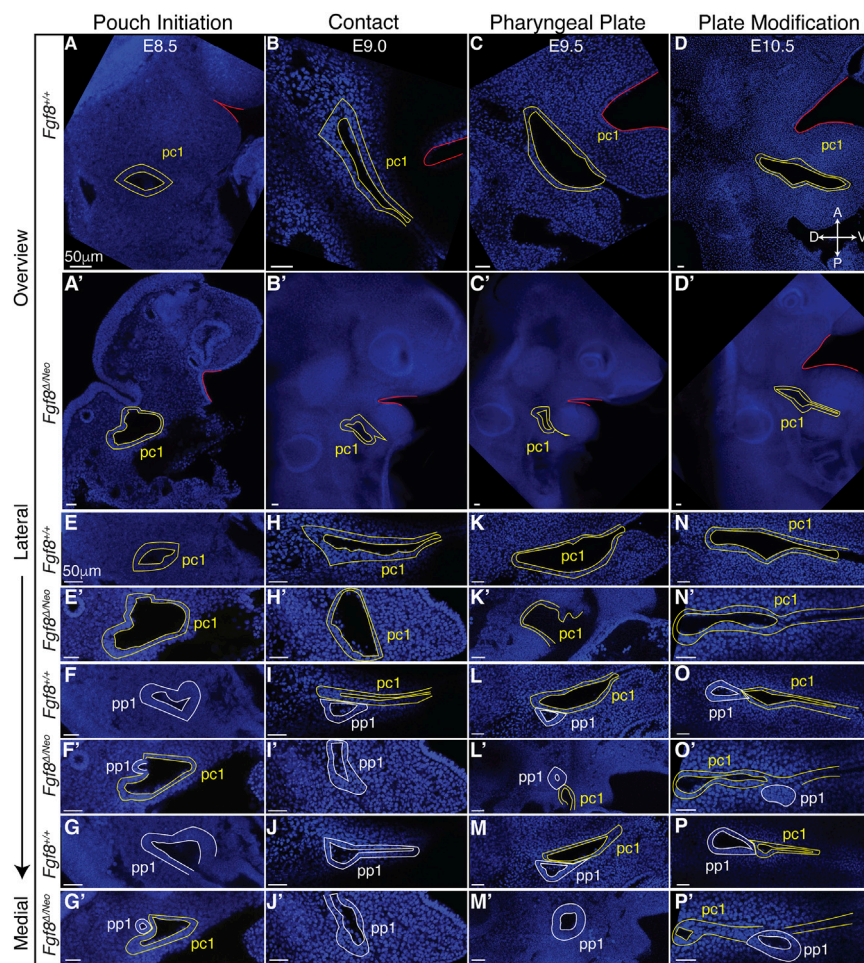 Pouch Initiation Contact Pharyngeal Plate Plate Modification
A E8.5 B E9.0 C E9.5 D E10.5
Fgf8+/+
pc1 pc1 pc1 pc1
A
D V
P
50μm
Overview
A' B' C' D'
Fgf8Δ/Neo
pc1 pc1 pc1 pc1
Lateral
E H K N
Fgf8+/+
pc1 pc1 pc1 pc1
50μm
E' H' K' N'
Fgf8Δ/Neo
pc1 pc1 pc1 pc1
F I L O
Fgf8+/+
pp1 pc1 pp1 pc1 pp1 pp1 pc1
F' I' L' O'
Fgf8Δ/Neo
pp1 pc1 pp1 pp1 pc1 pc1 pp1
G J M P
Fgf8+/+
pp1 pp1 pc1 pp1 pp1 pc1
G' J' M' P'
Fgf8Δ/Neo
pp1 pc1 pp1 pp1 pc1 pp1
Medial